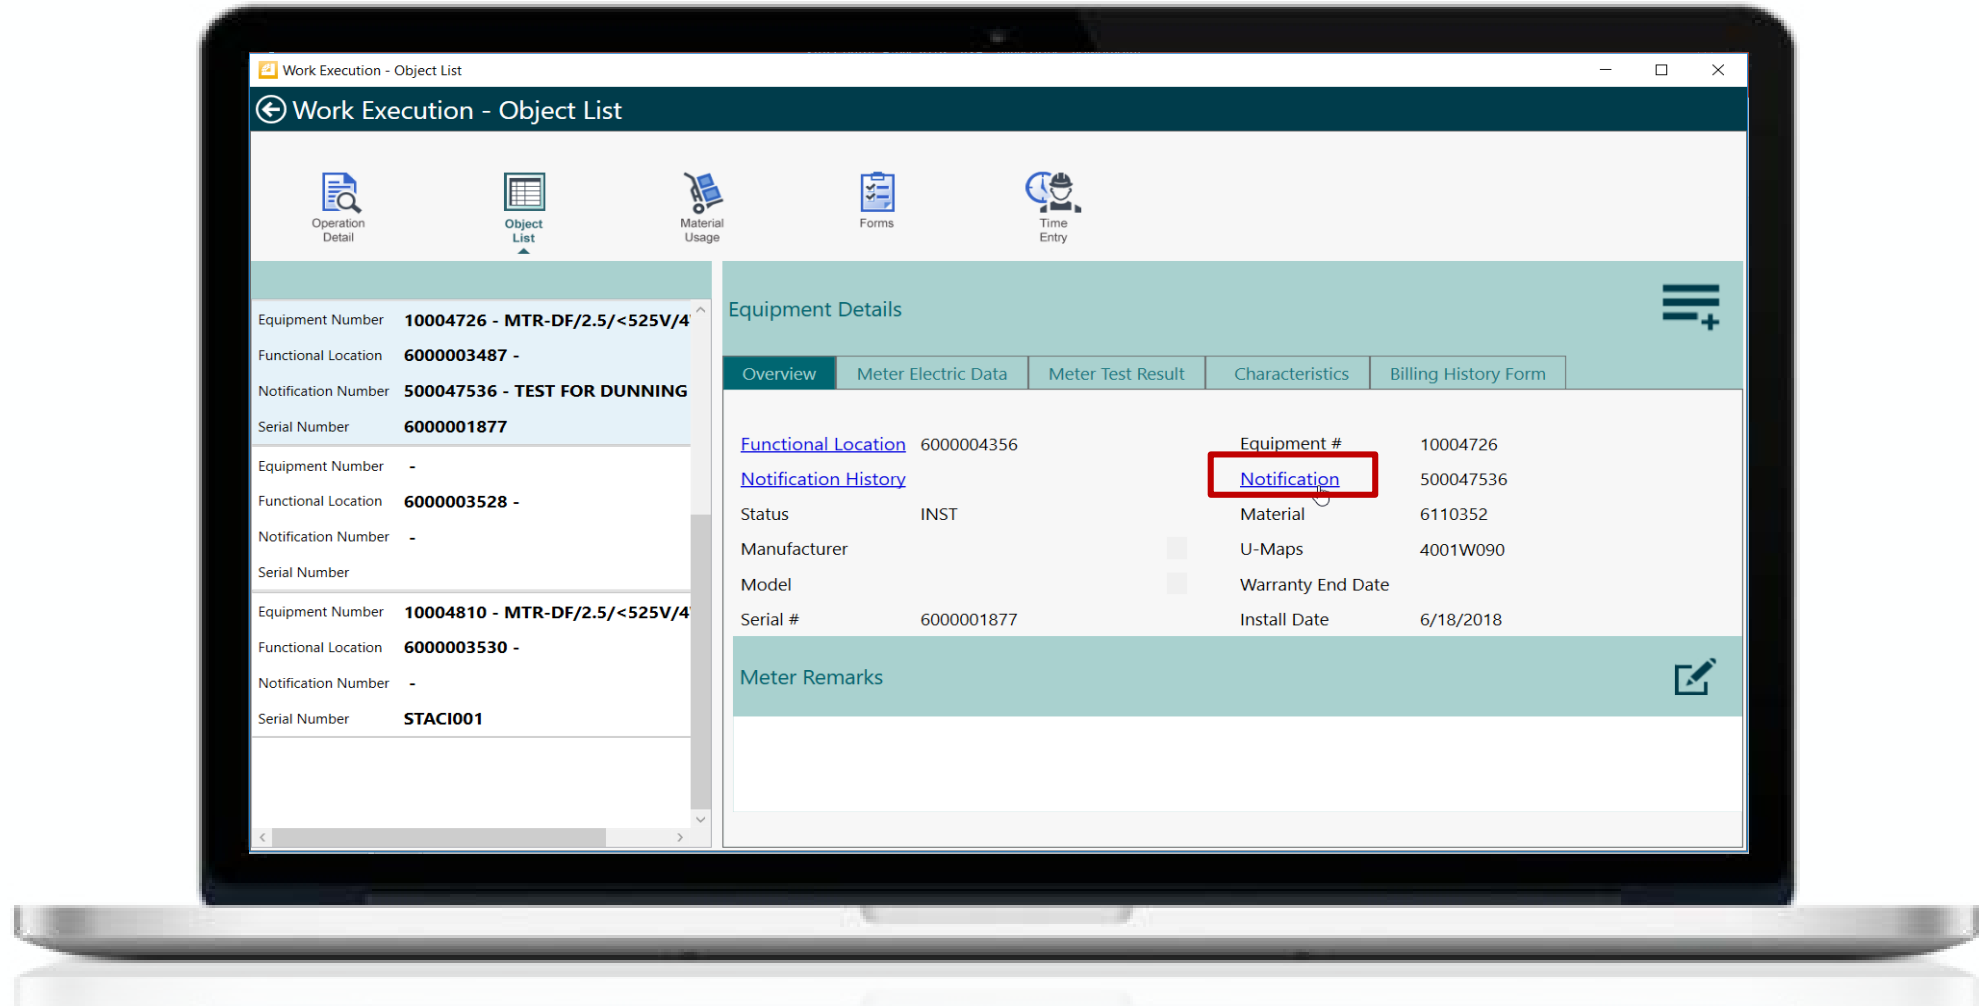 Work Execution - Object List
Work Execution - Object List
Operation
Detail
Object
List
Material
Usage
Forms
Time
Entry
Equipment Number 10004726 - MTR-DF/2.5/<525V/4
Functional Location 6000003487 -
Notification Number 500047536 - TEST FOR DUNNING
Serial Number 6000001877
Equipment Number -
Functional Location 6000003528 -
Notification Number -
Serial Number
Equipment Number 10004810 - MTR-DF/2.5/<525V/4
Functional Location 6000003530 -
Notification Number -
Serial Number STACI001
Equipment Details
Overview Meter Electric Data Meter Test Result Characteristics Billing History Form
Functional Location 6000004356 Equipment # 10004726
Notification History Notification 500047536
Status INST Material 6110352
Manufacturer U-Maps 4001W090
Model Warranty End Date
Serial # 6000001877 Install Date 6/18/2018
Meter Remarks